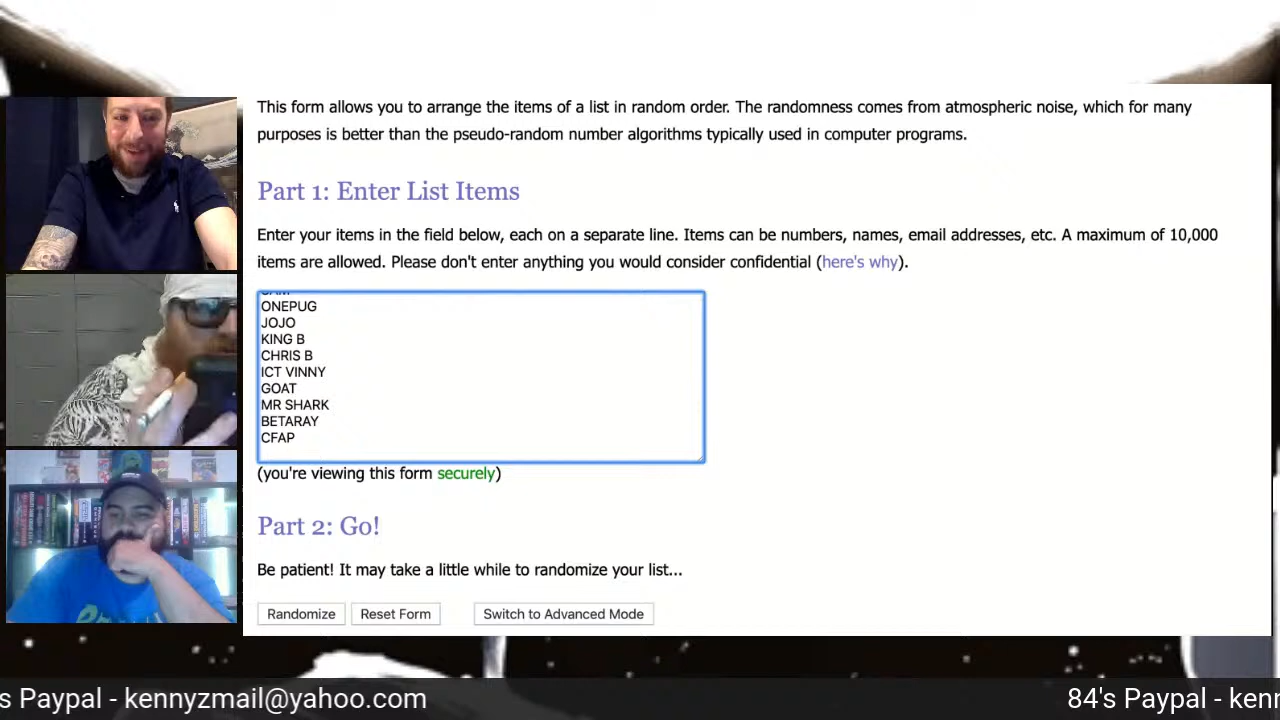 This form allows you to arrange the items of a list in random order. The randomness comes from atmospheric noise, which for many
purposes is better than the pseudo-random number algorithms typically used in computer programs.
Part 1: Enter List Items
Enter your items in the field below, each on a separate line. Items can be numbers, names, email addresses, etc. A maximum of 10,000
items are allowed. Please don't enter anything you would consider confidential (here's why).
ONEPUG
JOJO
KING B
CHRIS B
ICT VINNY
GOAT
MR SHARK
BETARAY
CFAP
(you're viewing this form securely)
Part 2: Go!
Be patient! It may take a little while to randomize your list...
Randomize Reset Form Switch to Advanced Mode
's Paypal - kennyzmail@yahoo.com 84's Paypal - kenn